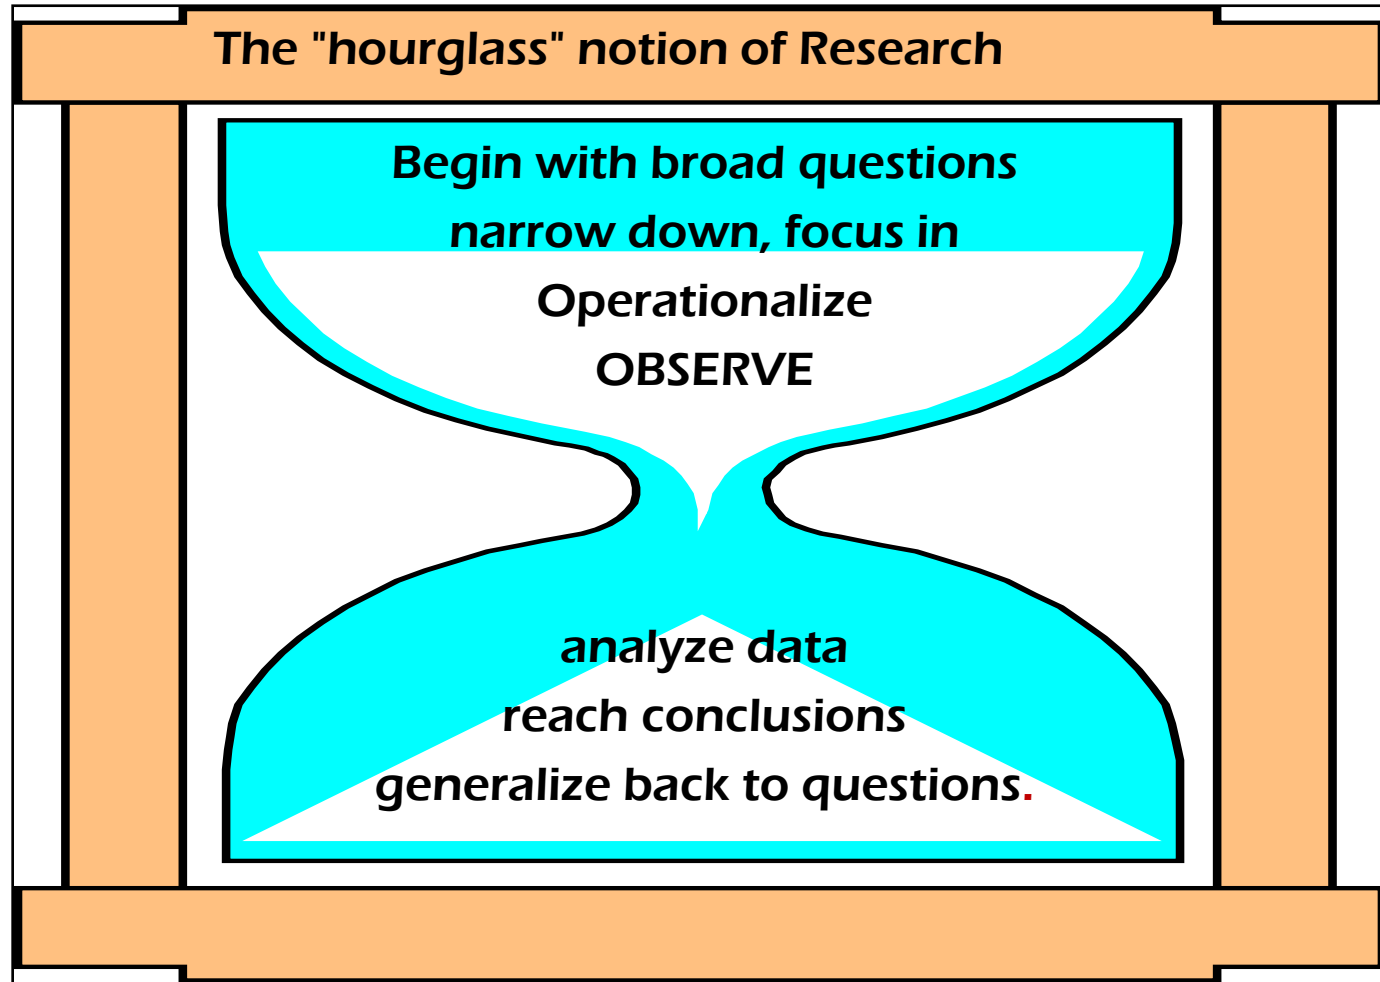 The "hourglass" notion of Research
Begin with broad questions
narrow down, focus in
Operationalize
OBSERVE
analyze data
reach conclusions
generalize back to questions.